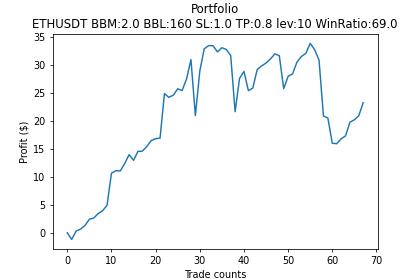 Portfolio
ETHUSDT BBM:2.0 BBL:160 SL:1.0 TP:0.8 lev:10 WinRatio:69.0
35
30
25
20
15
10
5
0
Profit ($)
0 10 20 30 40 50 60 70
Trade counts